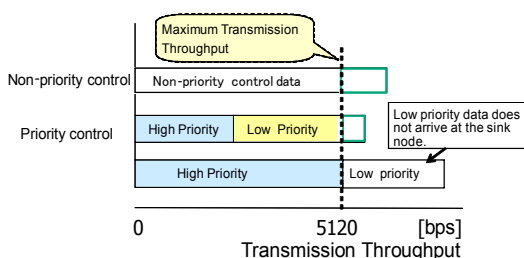 Maximum Transmission
Throughput
Non-priority control
Non-priority control data
Low priority data does
not arrive at the sink
node.
Priority control
High Priority
Low Priority
High Priority
Low priority
0
5120
[bps]
Transmission Throughput